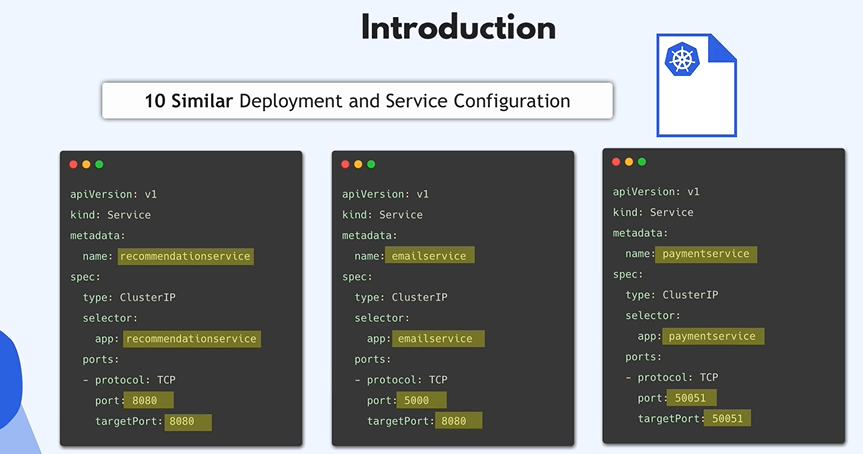 Introduction
10 Similar Deployment and Service Configuration
apiVersion: v1
kind: Service
metadata:
  name: recommendationservice
spec:
  type: ClusterIP
  selector:
    app: recommendationservice
  ports:
  - protocol: TCP
    port: 8080
    targetPort: 8080
apiVersion: v1
kind: Service
metadata:
  name: emailservice
spec:
  type: ClusterIP
  selector:
    app: emailservice
  ports:
  - protocol: TCP
    port: 5000
    targetPort: 8080
apiVersion: v1
kind: Service
metadata:
  name: paymentservice
spec:
  type: ClusterIP
  selector:
    app: paymentservice
  ports:
  - protocol: TCP
    port: 50051
    targetPort: 50051